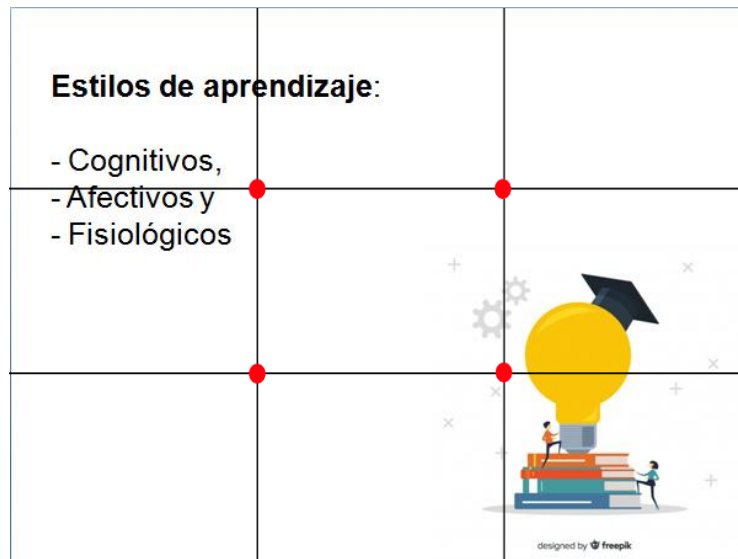 Estilos de aprendizaje:
- Cognitivos,
- Afectivos y
- Fisiológicos
designed by freepik